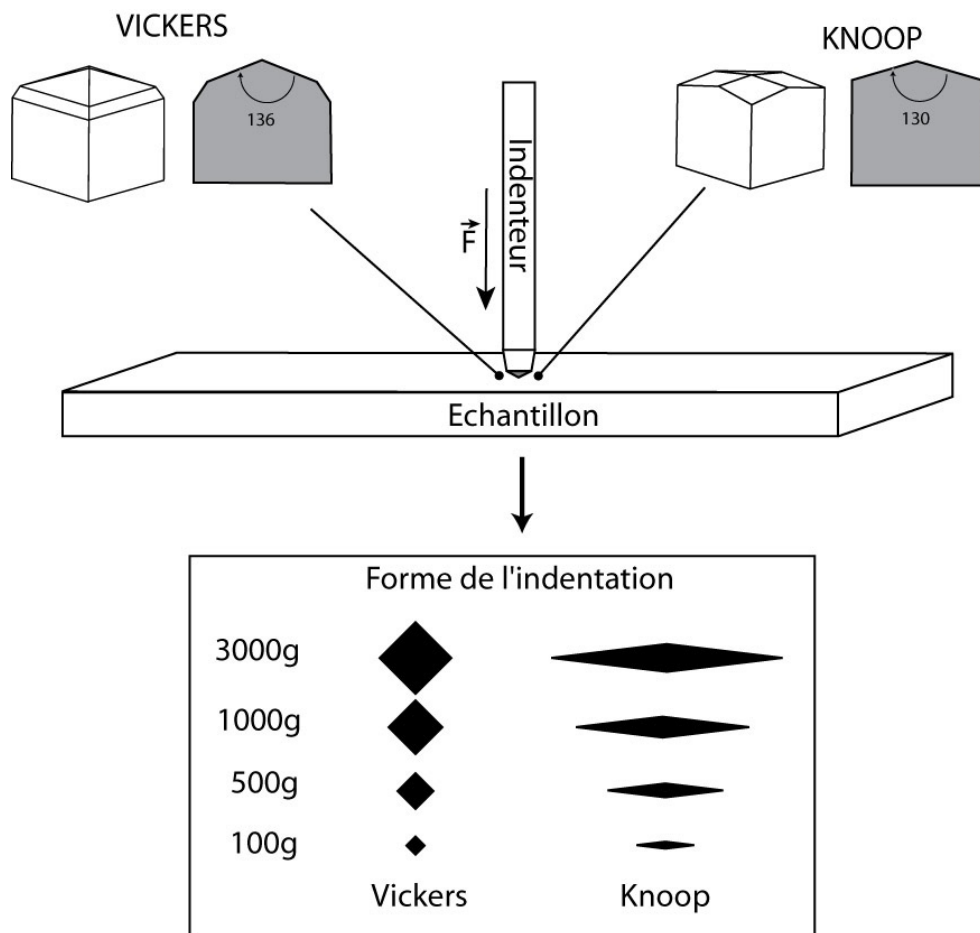 VICKERS
KNOOP
136
130
Indenteur
F
Echantillon
Forme de l'indentation
3000g
1000g
500g
100g
Vickers
Knoop